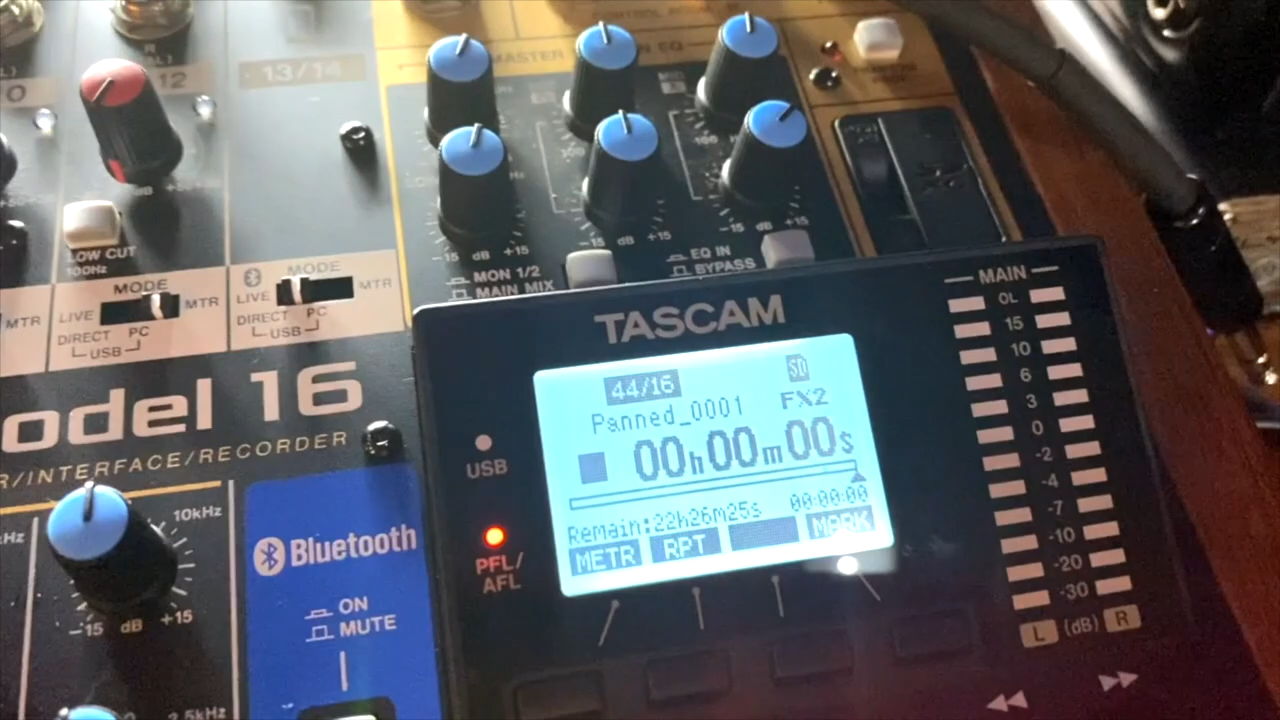 MASTER
EQ
12
13/14
dB
LOW CUT
100Hz
MODE
LIVE
MTR
DIRECT
PC
USB
MODE
LIVE
MTR
DIRECT
PC
USB
MTR
-15 dB +15
-15 dB +15
dB +15
MON 1/2
MAIN MIX
EQ IN
BYPASS
odel 16
R/INTERFACE/RECORDER
10kHz
-15 dB +15
Bluetooth
ON
MUTE
TASCAM
44/16
SD
Panned_0001
FX2
00h00m00s
Remain:22h26m25s
00:00:00
METR
RPT
MARK
USB
PFL/
AFL
MAIN
OL
15
10
6
3
0
-2
-4
-7
-10
-20
-30
L (dB) R